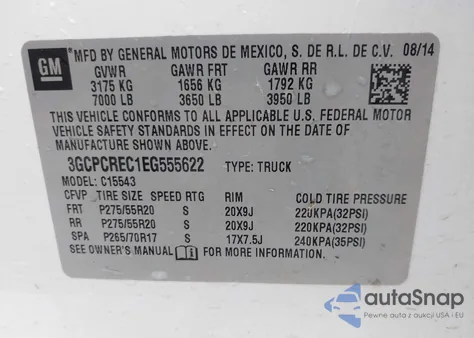 GM
MFD BY GENERAL MOTORS DE MEXICO, S. DE R.L. DE C.V. 08/14
GVWR GAWR FRT GAWR RR
3175 KG 1656 KG 1792 KG
7000 LB 3650 LB 3950 LB
THIS VEHICLE CONFORMS TO ALL APPLICABLE U.S. FEDERAL MOTOR
VEHICLE SAFETY STANDARDS IN EFFECT ON THE DATE OF
MANUFACTURE SHOWN ABOVE.
3GCPCREC1EG555622 TYPE: TRUCK
MODEL: C15543
CFVP TIRE SIZE SPEED RTG RIM COLD TIRE PRESSURE
FRT P275/55R20 S 20X9J 220KPA(32PSI)
RR P275/55R20 S 20X9J 220KPA(32PSI)
SPA P265/70R17 S 17X7.5J 240KPA(35PSI)
SEE OWNER'S MANUAL FOR MORE INFORMATION
autoSnap
Pewne auta z aukcji USA - EU